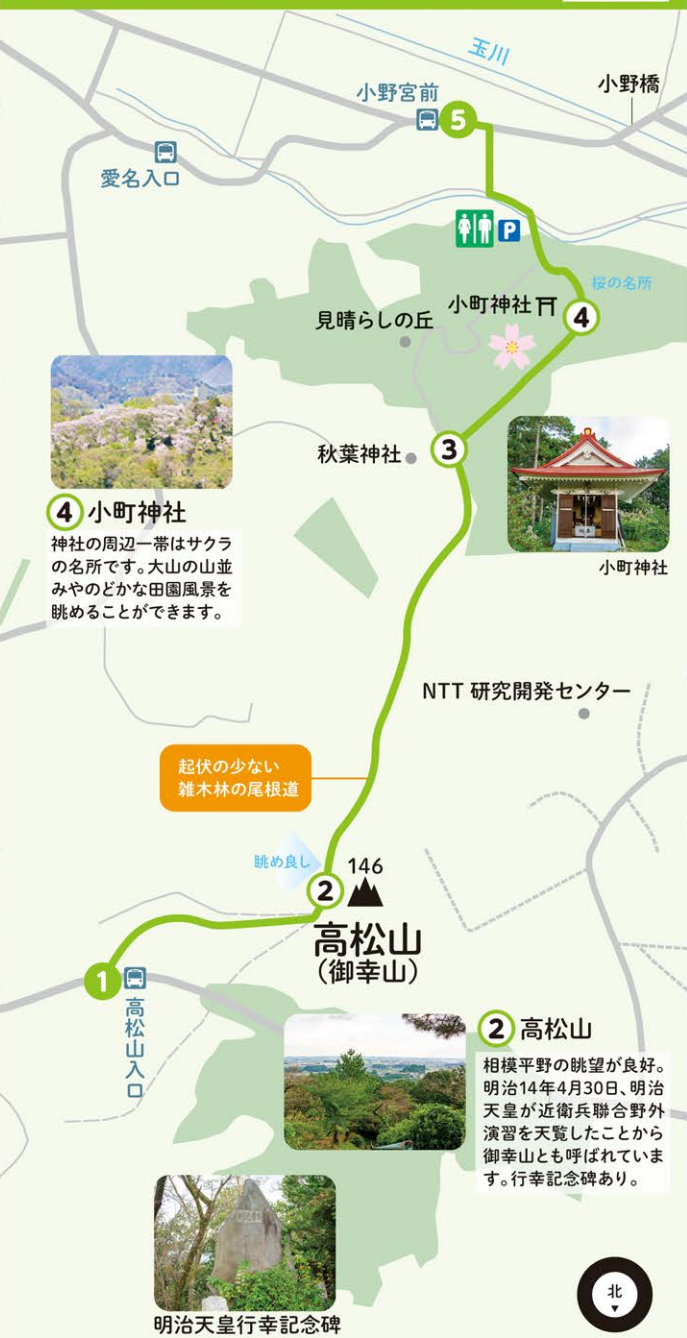 玉川
小野橋
小野宮前
5
愛名入口
P
桜の名所
小町神社
4
見晴らしの丘
秋葉神社
3
4 小町神社
神社の周辺一帯はサクラ
の名所です。大山の山並
みやのどかな田園風景を
眺めることができます。
小町神社
NTT 研究開発センター
起伏の少ない
雑木林の尾根道
眺め良し
2
146
高松山
（御幸山）
1
高松山入口
2 高松山
相模平野の眺望が良好。
明治14年4月30日、明治
天皇が近衛兵聯合野外
演習を天覧したことから
御幸山とも呼ばれていま
す。行幸記念碑あり。
明治天皇行幸記念碑
北